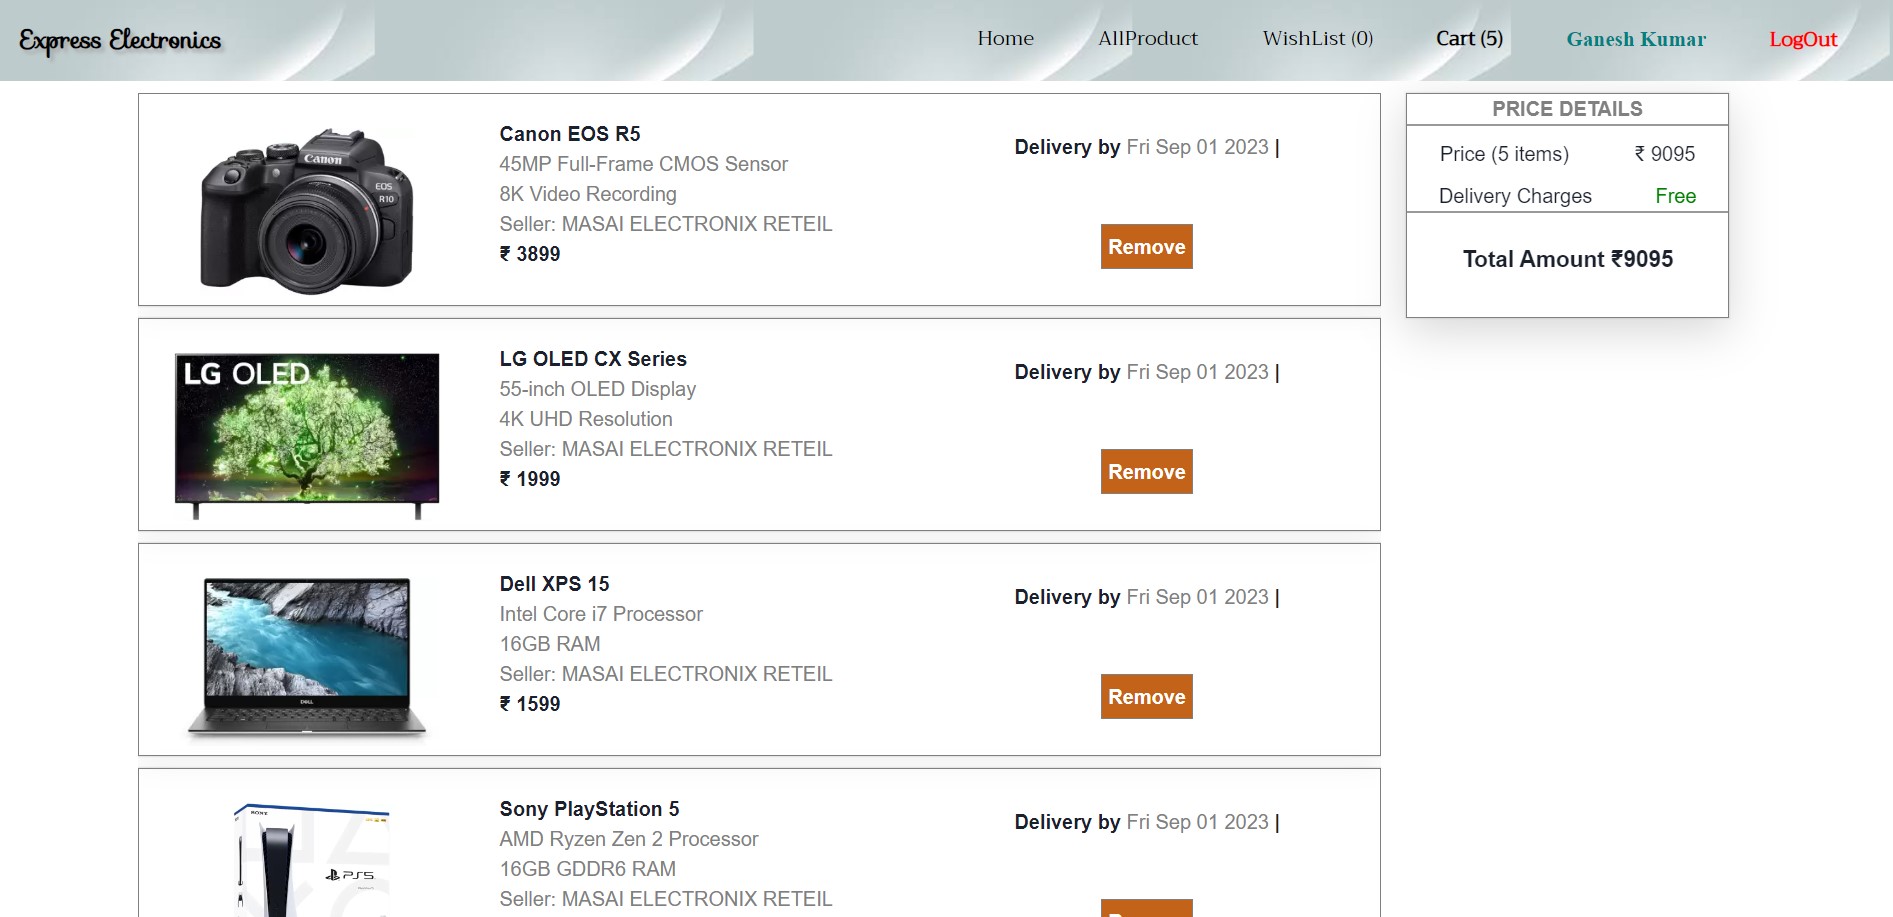 Express Electronics
Home AllProduct WishList (0) Cart (5) Ganesh Kumar LogOut
Canon
EOS
R10
Canon EOS R5
45MP Full-Frame CMOS Sensor
8K Video Recording
Seller: MASAI ELECTRONIX RETEIL
₹ 3899
Delivery by Fri Sep 01 2023 |
Remove
LG OLED
LG OLED CX Series
55-inch OLED Display
4K UHD Resolution
Seller: MASAI ELECTRONIX RETEIL
₹ 1999
Delivery by Fri Sep 01 2023 |
Remove
DELL
Dell XPS 15
Intel Core i7 Processor
16GB RAM
Seller: MASAI ELECTRONIX RETEIL
₹ 1599
Delivery by Fri Sep 01 2023 |
Remove
SONY
PS5
Sony PlayStation 5
AMD Ryzen Zen 2 Processor
16GB GDDR6 RAM
Seller: MASAI ELECTRONIX RETEIL
Delivery by Fri Sep 01 2023 |
PRICE DETAILS
Price (5 items) ₹ 9095
Delivery Charges Free
Total Amount ₹9095